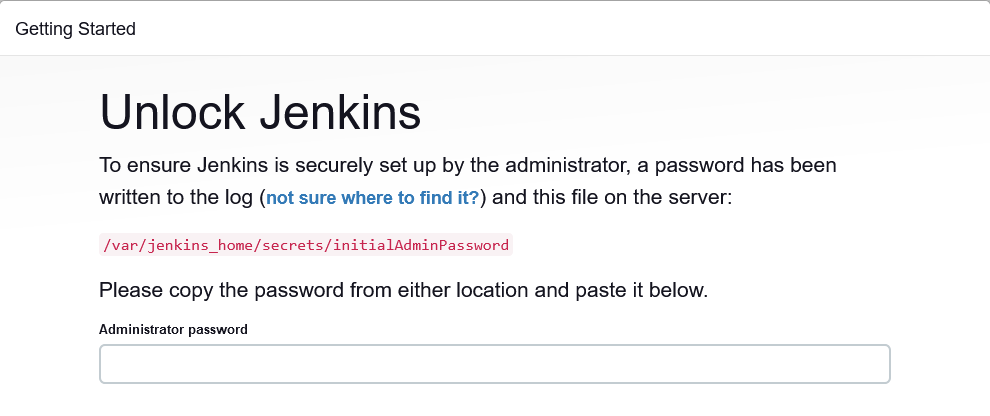 Getting Started
Unlock Jenkins
To ensure Jenkins is securely set up by the administrator, a password has been
written to the log (not sure where to find it?) and this file on the server:
/var/jenkins_home/secrets/initialAdminPassword
Please copy the password from either location and paste it below.
Administrator password